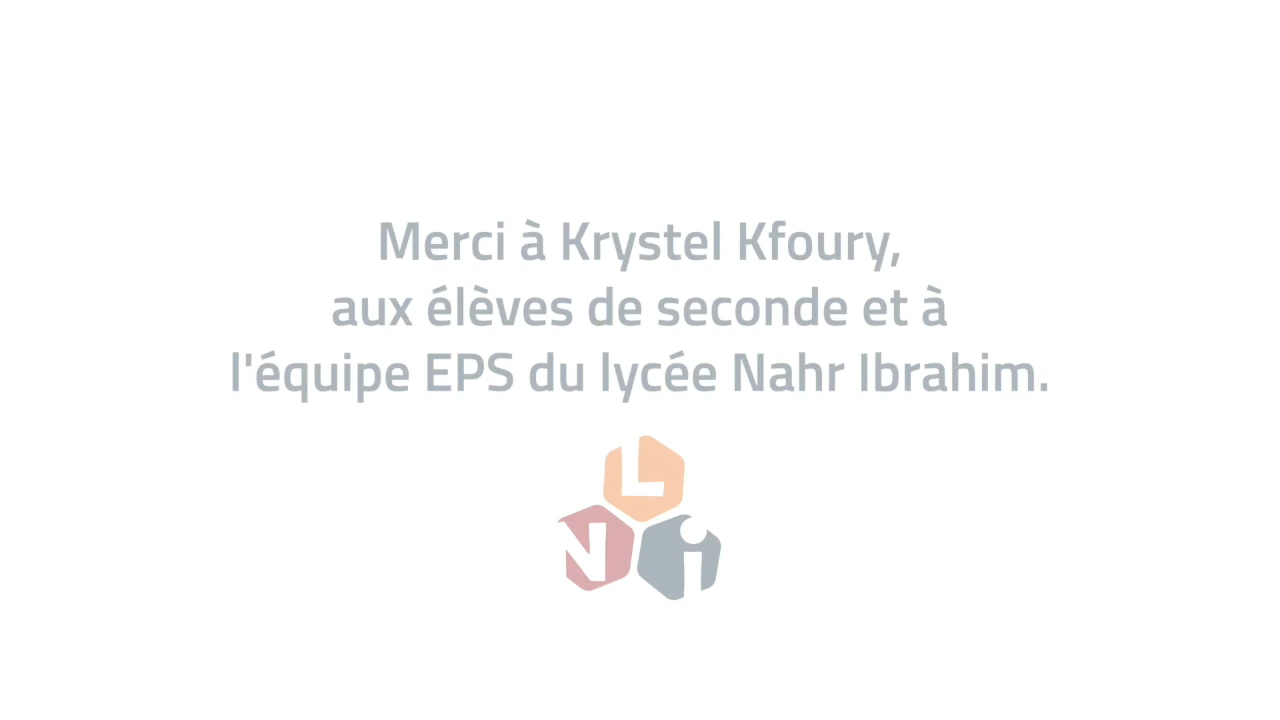 Merci à Krystel Kfoury,
aux élèves de seconde et à
l'équipe EPS du lycée Nahr Ibrahim.
L
N i